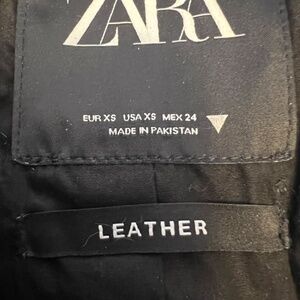 ZARA
EUR XS USA XS MEX 24
MADE IN PAKISTAN
LEATHER